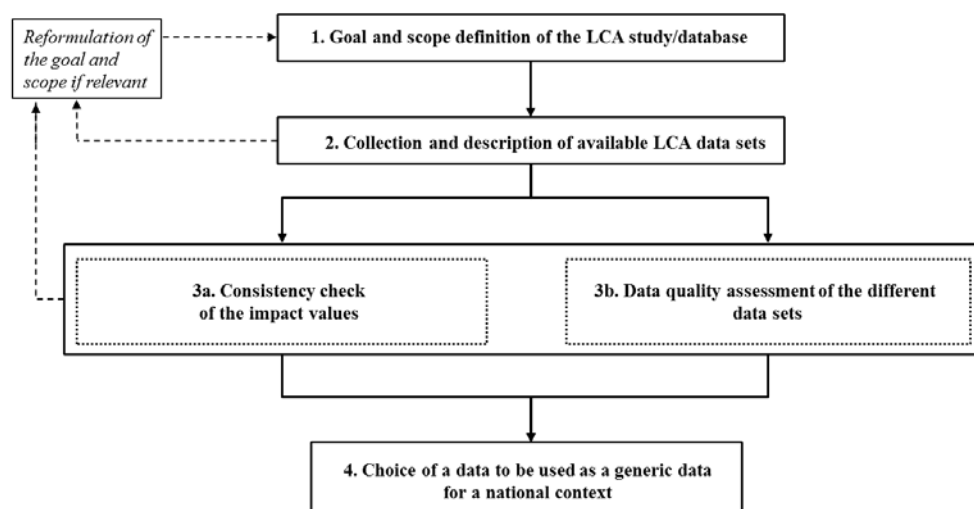 Reformulation of
the goal and
scope if relevant
1. Goal and scope definition of the LCA study/database
2. Collection and description of available LCA data sets
3a. Consistency check
of the impact values
3b. Data quality assessment of the different
data sets
4. Choice of a data to be used as a generic data
for a national context